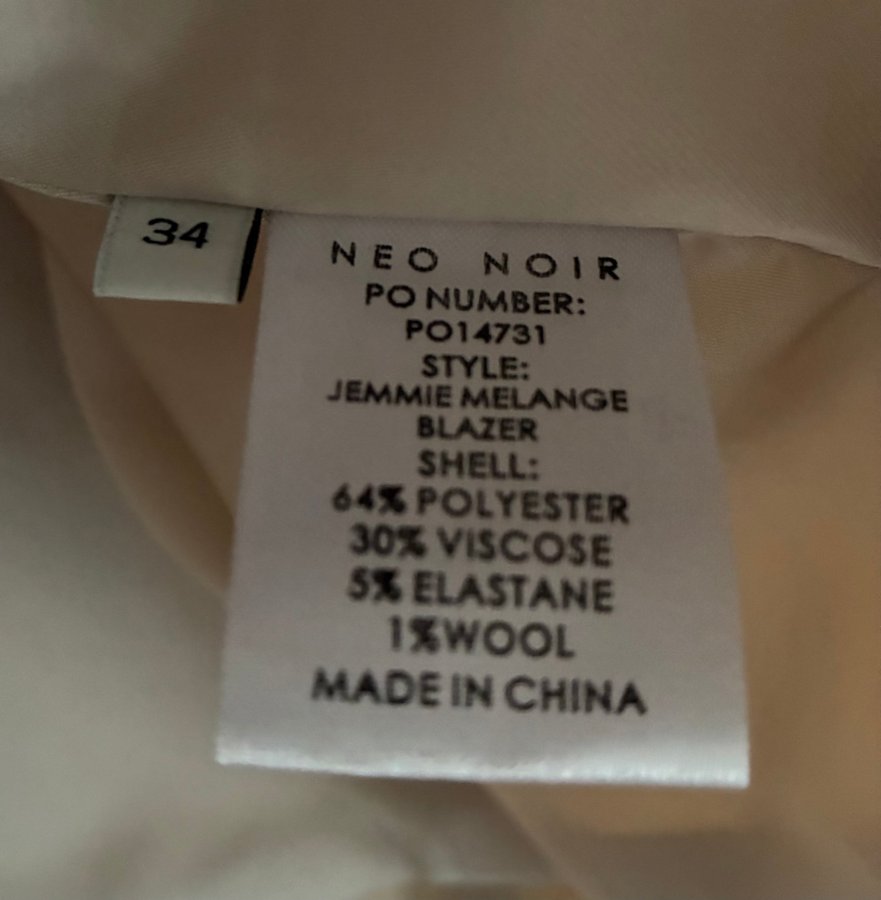 34
NEO NOIR
PO NUMBER:
PO14731
STYLE:
JEMMIE MELANGE
BLAZER
SHELL:
64% POLYESTER
30% VISCOSE
5% ELASTANE
1%WOOL
MADE IN CHINA